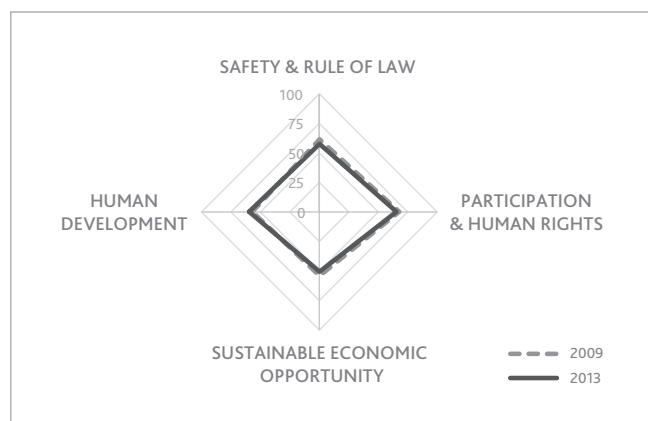 SAFETY & RULE OF LAW
100
75
50
25
0
HUMAN
DEVELOPMENT
PARTICIPATION
& HUMAN RIGHTS
SUSTAINABLE ECONOMIC
OPPORTUNITY
2009
2013